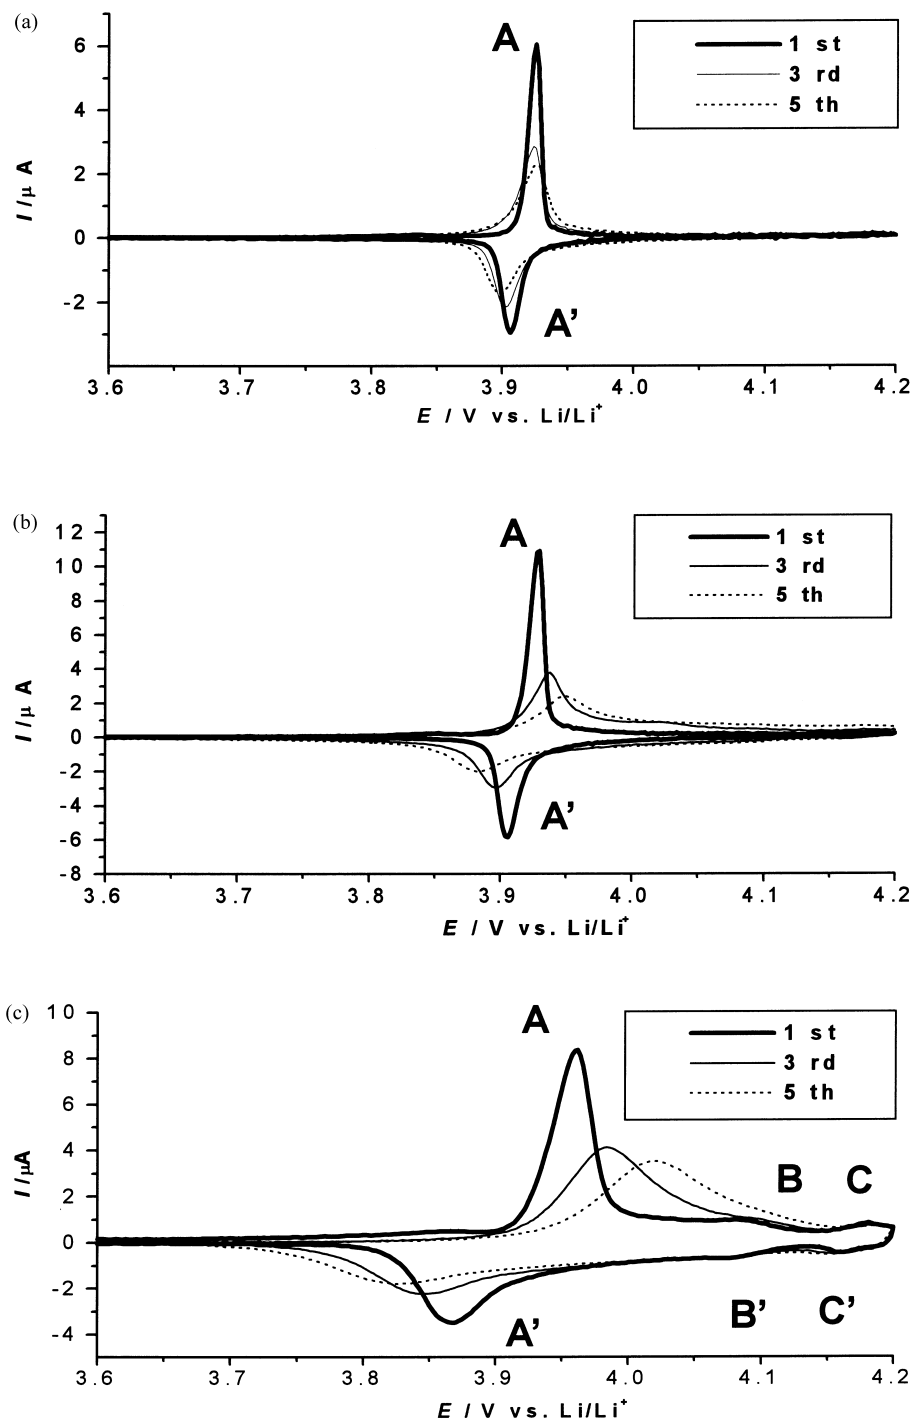 (a)
A
1 st
3 rd
5 th
6
4
2
0
-2
I /μ A
A’
3.6 3.7 3.8 3.9 4.0 4.1 4.2
E / V vs. Li/Li+
(b)
A
1 st
3 rd
5 th
12
10
8
6
4
2
0
-2
-4
-6
-8
I /μ A
A’
3.6 3.7 3.8 3.9 4.0 4.1 4.2
E / V vs. Li/Li+
(c)
A
1 st
3 rd
5 th
10
8
6
4
2
0
-2
-4
I /μA
B C
A’ B’ C’
3.6 3.7 3.8 3.9 4.0 4.1 4.2
E / V vs. Li/Li+